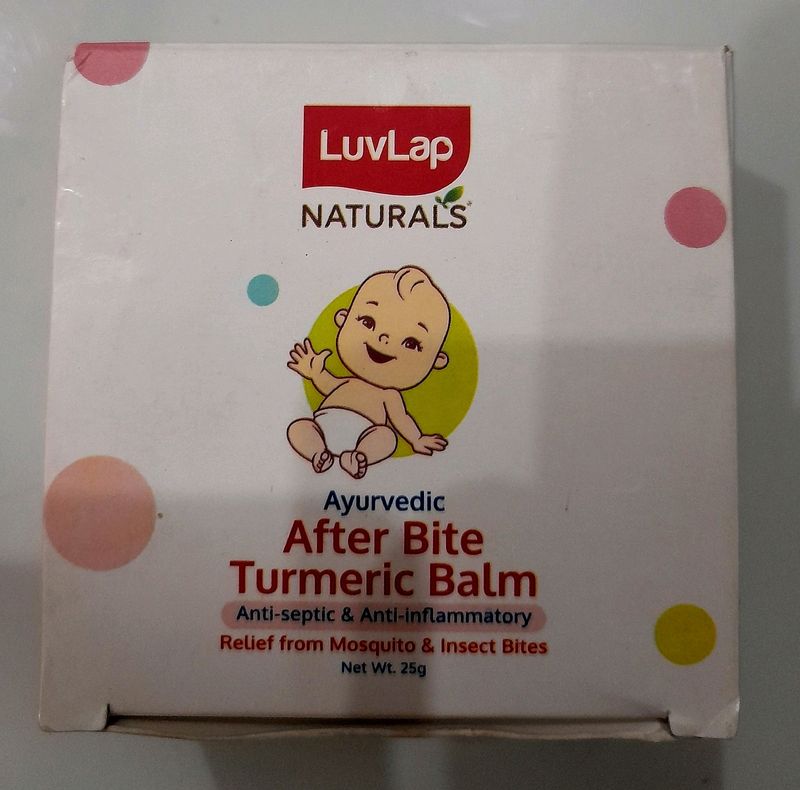 LuvLap
NATURALS
Ayurvedic
After Bite
Turmeric Balm
Anti-septic & Anti-inflammatory
Relief from Mosquito & Insect Bites
Net Wt. 25g